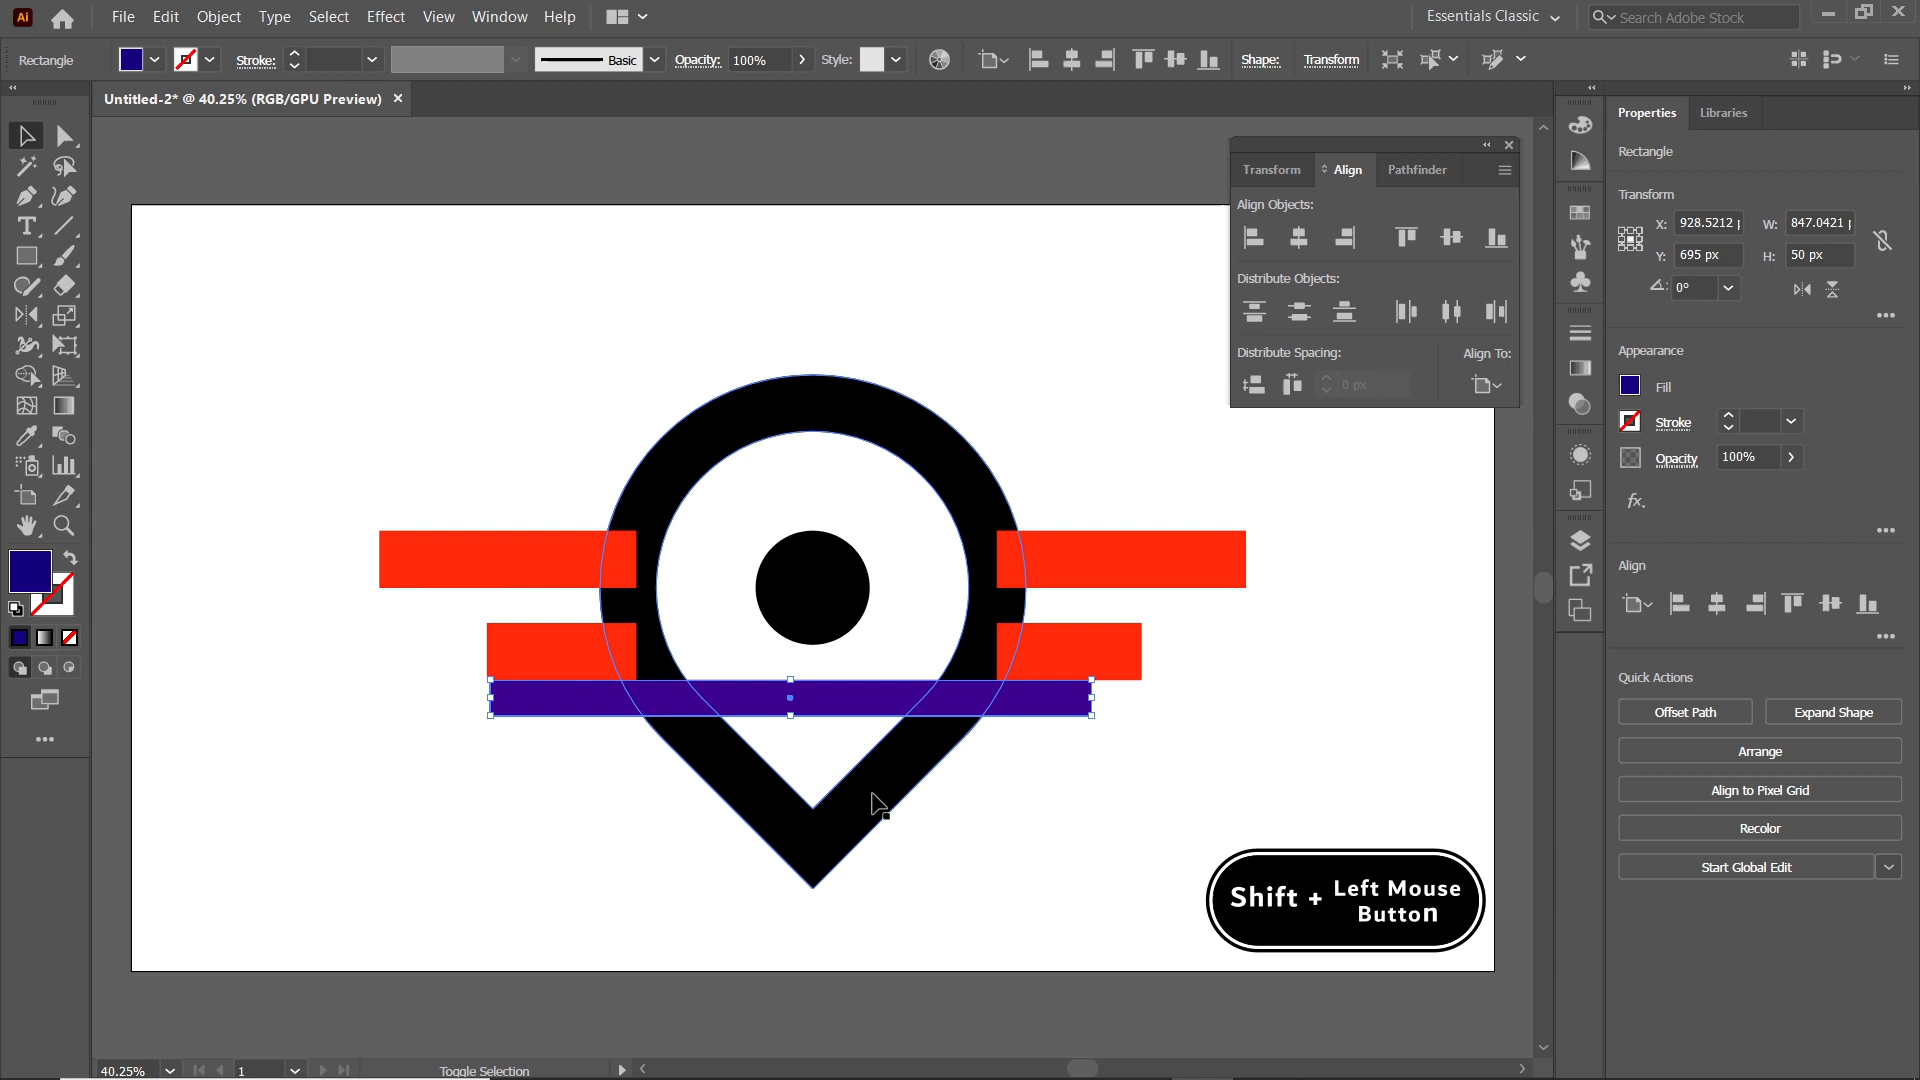 Ai
File Edit Object Type Select Effect View Window Help
Essentials Classic
Search Adobe Stock
Rectangle
Stroke:
Basic
Opacity: 100%
Style:
Shape:
Transform
Untitled-2* @ 40.25% (RGB/GPU Preview)
Transform Align Pathfinder
Align Objects:
Distribute Objects:
Distribute Spacing:
Align To:
0 px
Shift + Left Mouse
Button
40.25%
1
Toggle Selection
Properties Libraries
Rectangle
Transform
X: 928.5212 W: 847.0421
Y: 695 px H: 50 px
0°
Appearance
Fill
Stroke
Opacity 100%
fx.
Align
Quick Actions
Offset Path Expand Shape
Arrange
Align to Pixel Grid
Recolor
Start Global Edit